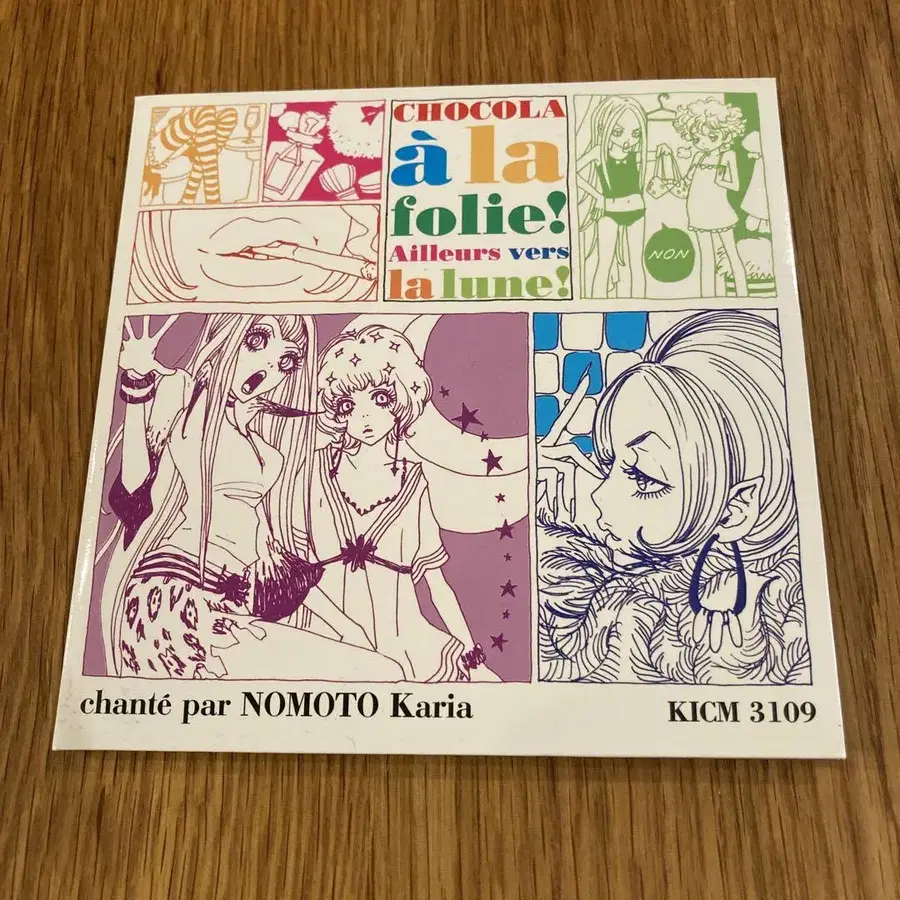 CHOCOLA
à la
folie!
Ailleurs vers
la lune!
NON
chanté par NOMOTO Karia
KICM 3109